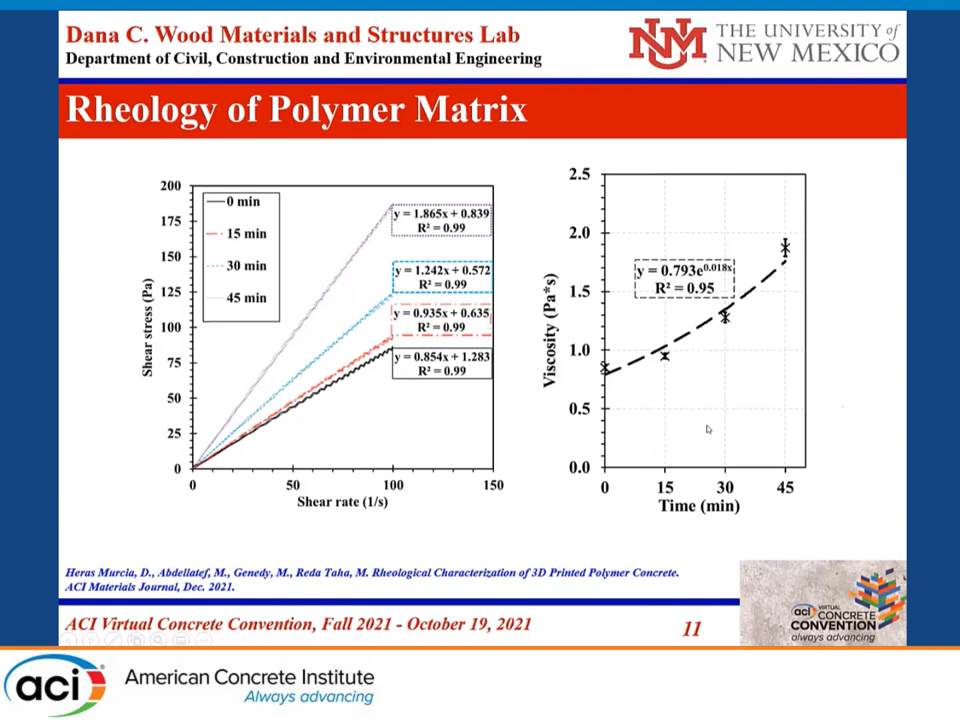 Dana C. Wood Materials and Structures Lab
Department of Civil, Construction and Environmental Engineering
NM
THE UNIVERSITY of
NEW MEXICO
Rheology of Polymer Matrix
200
175
150
125
100
75
50
25
0
Shear stress (Pa)
0 min
15 min
30 min
45 min
y = 1.865x + 0.839
R² = 0.99
y = 1.242x + 0.572
R² = 0.99
y = 0.935x + 0.635
R² = 0.99
y = 0.854x + 1.283
R² = 0.99
0 50 100 150
Shear rate (1/s)
2.5
2.0
1.5
1.0
0.5
0.0
Viscosity (Pa*s)
y = 0.793e^0.018x
R² = 0.95
0 15 30 45
Time (min)
Heras Murcia, D., Abdellatef, M., Genedy, M., Reda Taha, M. Rheological Characterization of 3D Printed Polymer Concrete.
ACI Materials Journal, Dec. 2021.
ACI Virtual Concrete Convention, Fall 2021 - October 19, 2021
11
aci VIRTUAL
CONCRETE
CONVENTION
always advancing
aci
American Concrete Institute
Always advancing